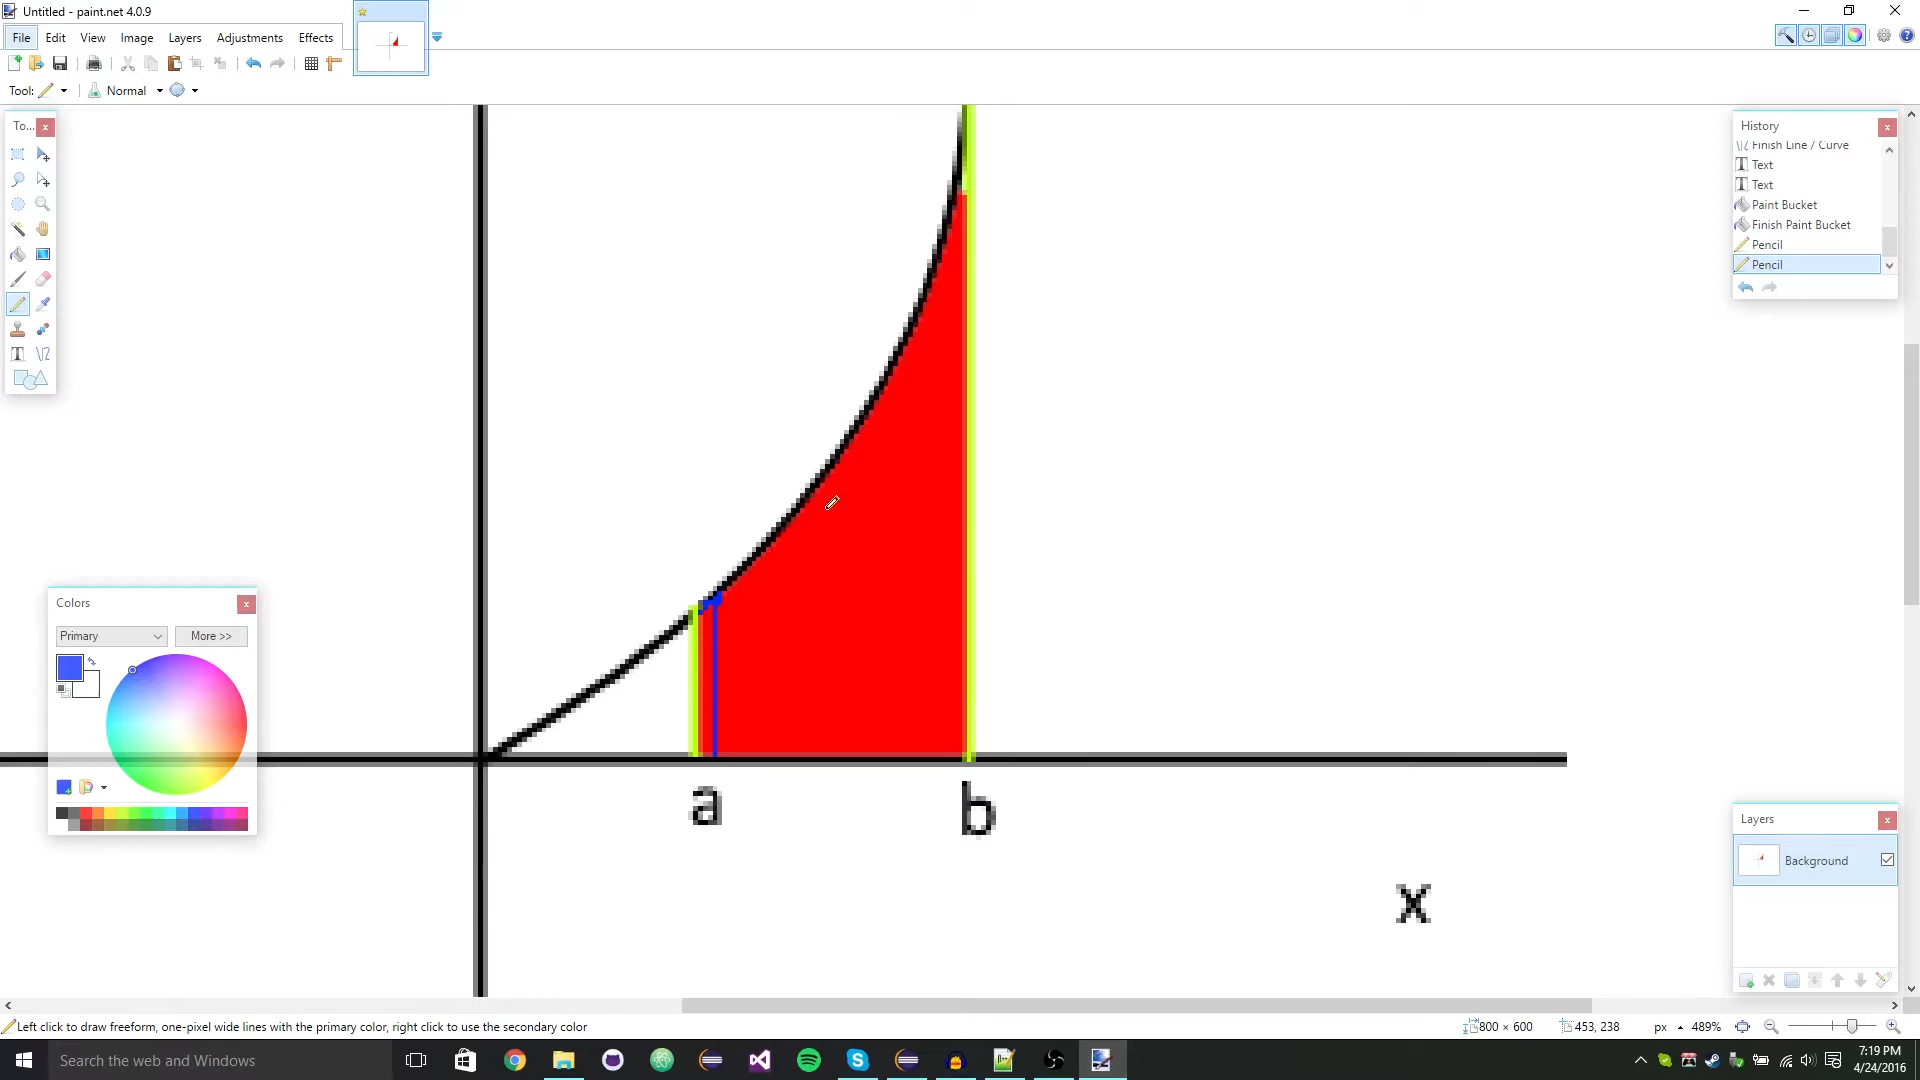 Untitled - paint.net 4.0.9
File Edit View Image Layers Adjustments Effects
Tool: Normal
To...
History
Finish Line / Curve
Text
Text
Paint Bucket
Finish Paint Bucket
Pencil
Pencil
Colors
Primary More >>
a b
x
Layers
Background
Left click to draw freeform, one-pixel wide lines with the primary color, right click to use the secondary color 800 × 600 453, 238 px 489%
Search the web and Windows
7:19 PM
4/24/2016